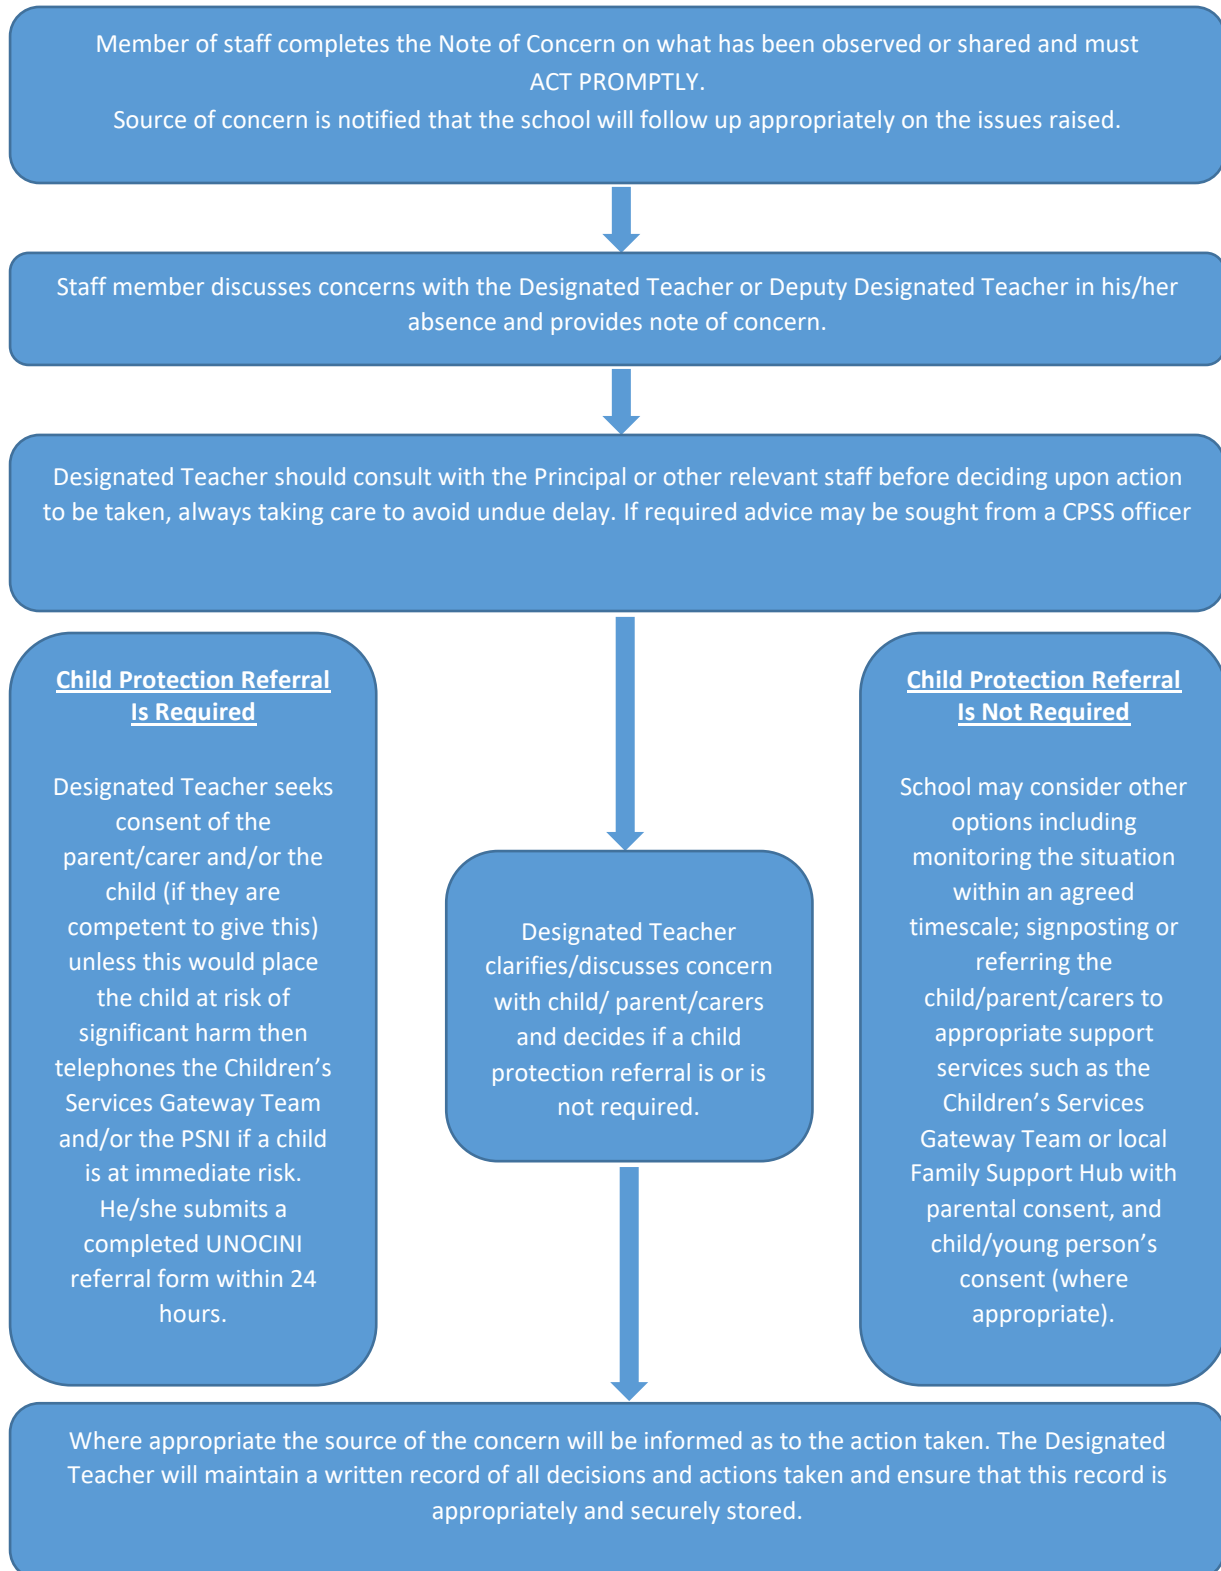 Member of staff completes the Note of Concern on what has been observed or shared and must
ACT PROMPTLY.
Source of concern is notified that the school will follow up appropriately on the issues raised.
Staff member discusses concerns with the Designated Teacher or Deputy Designated Teacher in his/her
absence and provides note of concern.
Designated Teacher should consult with the Principal or other relevant staff before deciding upon action
to be taken, always taking care to avoid undue delay. If required advice may be sought from a CPSS officer
Child Protection Referral
Is Required
Designated Teacher seeks
consent of the
parent/carer and/or the
child (if they are
competent to give this)
unless this would place
the child at risk of
significant harm then
telephones the Children’s
Services Gateway Team
and/or the PSNI if a child
is at immediate risk.
He/she submits a
completed UNOCINI
referral form within 24
hours.
Designated Teacher
clarifies/discusses concern
with child/ parent/carers
and decides if a child
protection referral is or is
not required.
Child Protection Referral
Is Not Required
School may consider other
options including
monitoring the situation
within an agreed
timescale; signposting or
referring the
child/parent/carers to
appropriate support
services such as the
Children’s Services
Gateway Team or local
Family Support Hub with
parental consent, and
child/young person’s
consent (where
appropriate).
Where appropriate the source of the concern will be informed as to the action taken. The Designated
Teacher will maintain a written record of all decisions and actions taken and ensure that this record is
appropriately and securely stored.